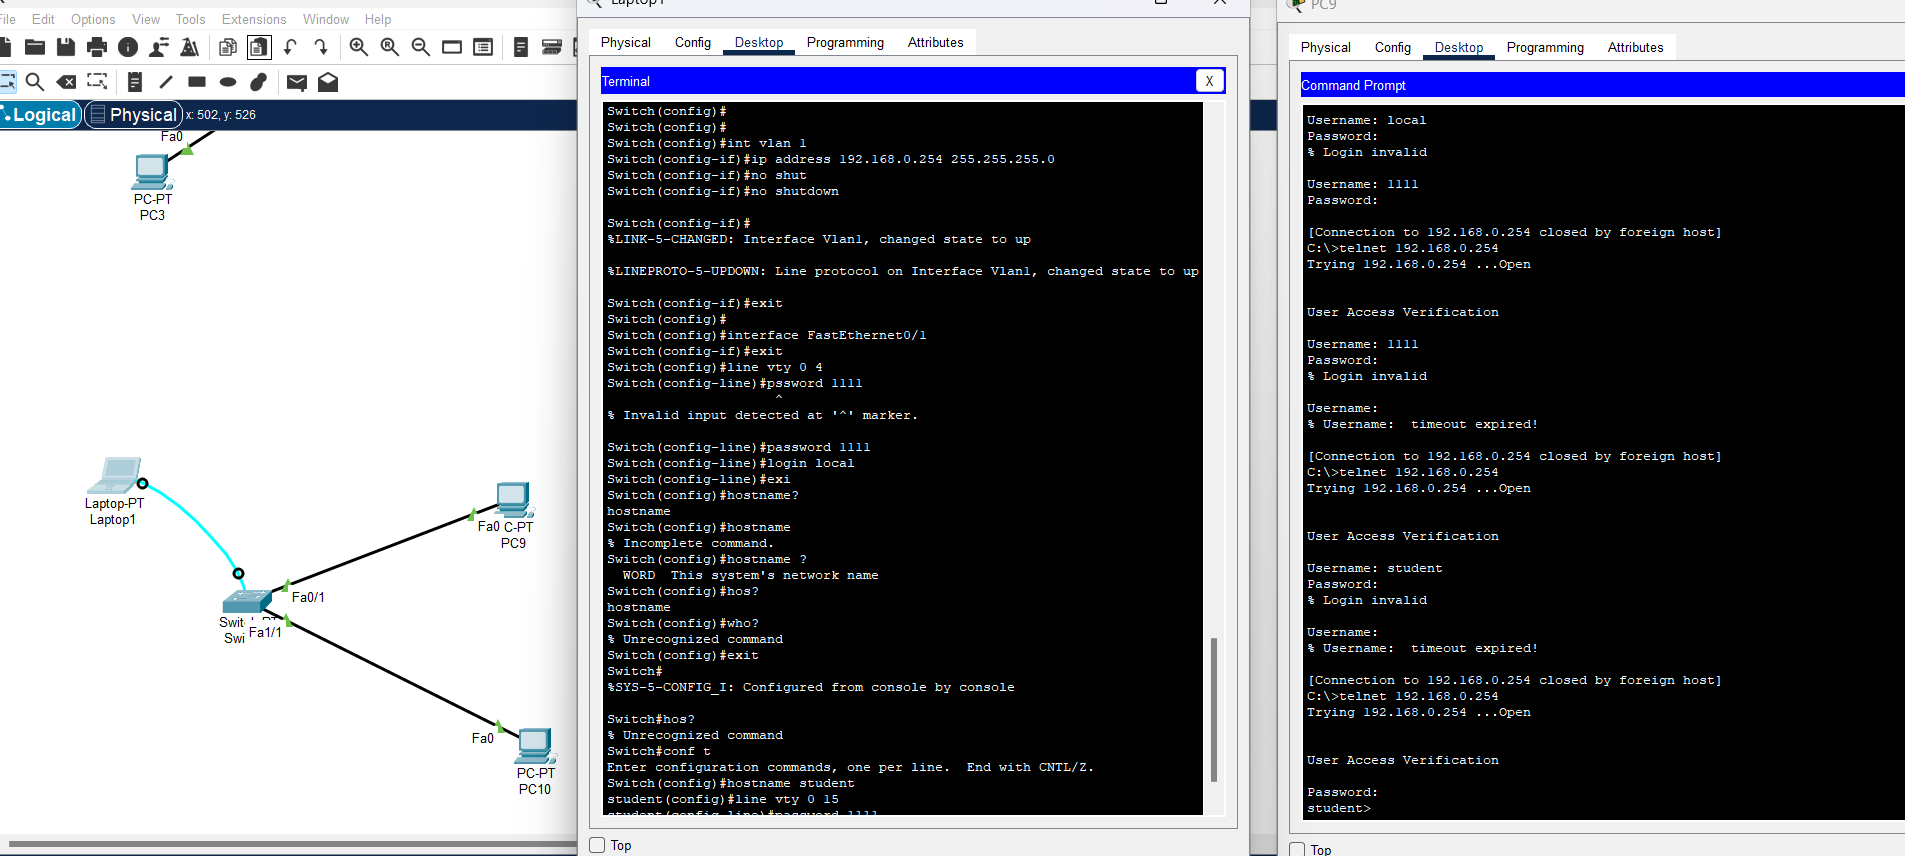 File Edit Options View Tools Extensions Window Help
Logical Physical x: 502, y: 526
Fa0
PC-PT
PC3
Laptop-PT
Laptop1
Fa0 C-PT
PC9
Fa0/1
Swit
Swi Fa1/1
Fa0
PC-PT
PC10
Laptop1
Physical Config Desktop Programming Attributes
Terminal X
Switch(config)#
Switch(config)#
Switch(config)#int vlan 1
Switch(config-if)#ip address 192.168.0.254 255.255.255.0
Switch(config-if)#no shut
Switch(config-if)#no shutdown
Switch(config-if)#
%LINK-5-CHANGED: Interface Vlan1, changed state to up
%LINEPROTO-5-UPDOWN: Line protocol on Interface Vlan1, changed state to up
Switch(config-if)#exit
Switch(config)#
Switch(config)#interface FastEthernet0/1
Switch(config-if)#exit
Switch(config)#line vty 0 4
Switch(config-line)#pssword 1111
^
% Invalid input detected at '^' marker.
Switch(config-line)#password 1111
Switch(config-line)#login local
Switch(config-line)#exi
Switch(config)#hostname?
hostname
Switch(config)#hostname
% Incomplete command.
Switch(config)#hostname ?
WORD This system's network name
Switch(config)#hos?
hostname
Switch(config)#who?
% Unrecognized command
Switch(config)#exit
Switch#
%SYS-5-CONFIG_I: Configured from console by console
Switch#hos?
% Unrecognized command
Switch#conf t
Enter configuration commands, one per line. End with CNTL/Z.
Switch(config)#hostname student
student(config)#line vty 0 15
student(config-line)#password 1111
Top
PC9
Physical Config Desktop Programming Attributes
Command Prompt
Username: local
Password:
% Login invalid
Username: 1111
Password:
[Connection to 192.168.0.254 closed by foreign host]
C:\>telnet 192.168.0.254
Trying 192.168.0.254 ...Open
User Access Verification
Username: 1111
Password:
% Login invalid
Username:
% Username: timeout expired!
[Connection to 192.168.0.254 closed by foreign host]
C:\>telnet 192.168.0.254
Trying 192.168.0.254 ...Open
User Access Verification
Username: student
Password:
% Login invalid
Username:
% Username: timeout expired!
[Connection to 192.168.0.254 closed by foreign host]
C:\>telnet 192.168.0.254
Trying 192.168.0.254 ...Open
User Access Verification
Password:
student>
Top